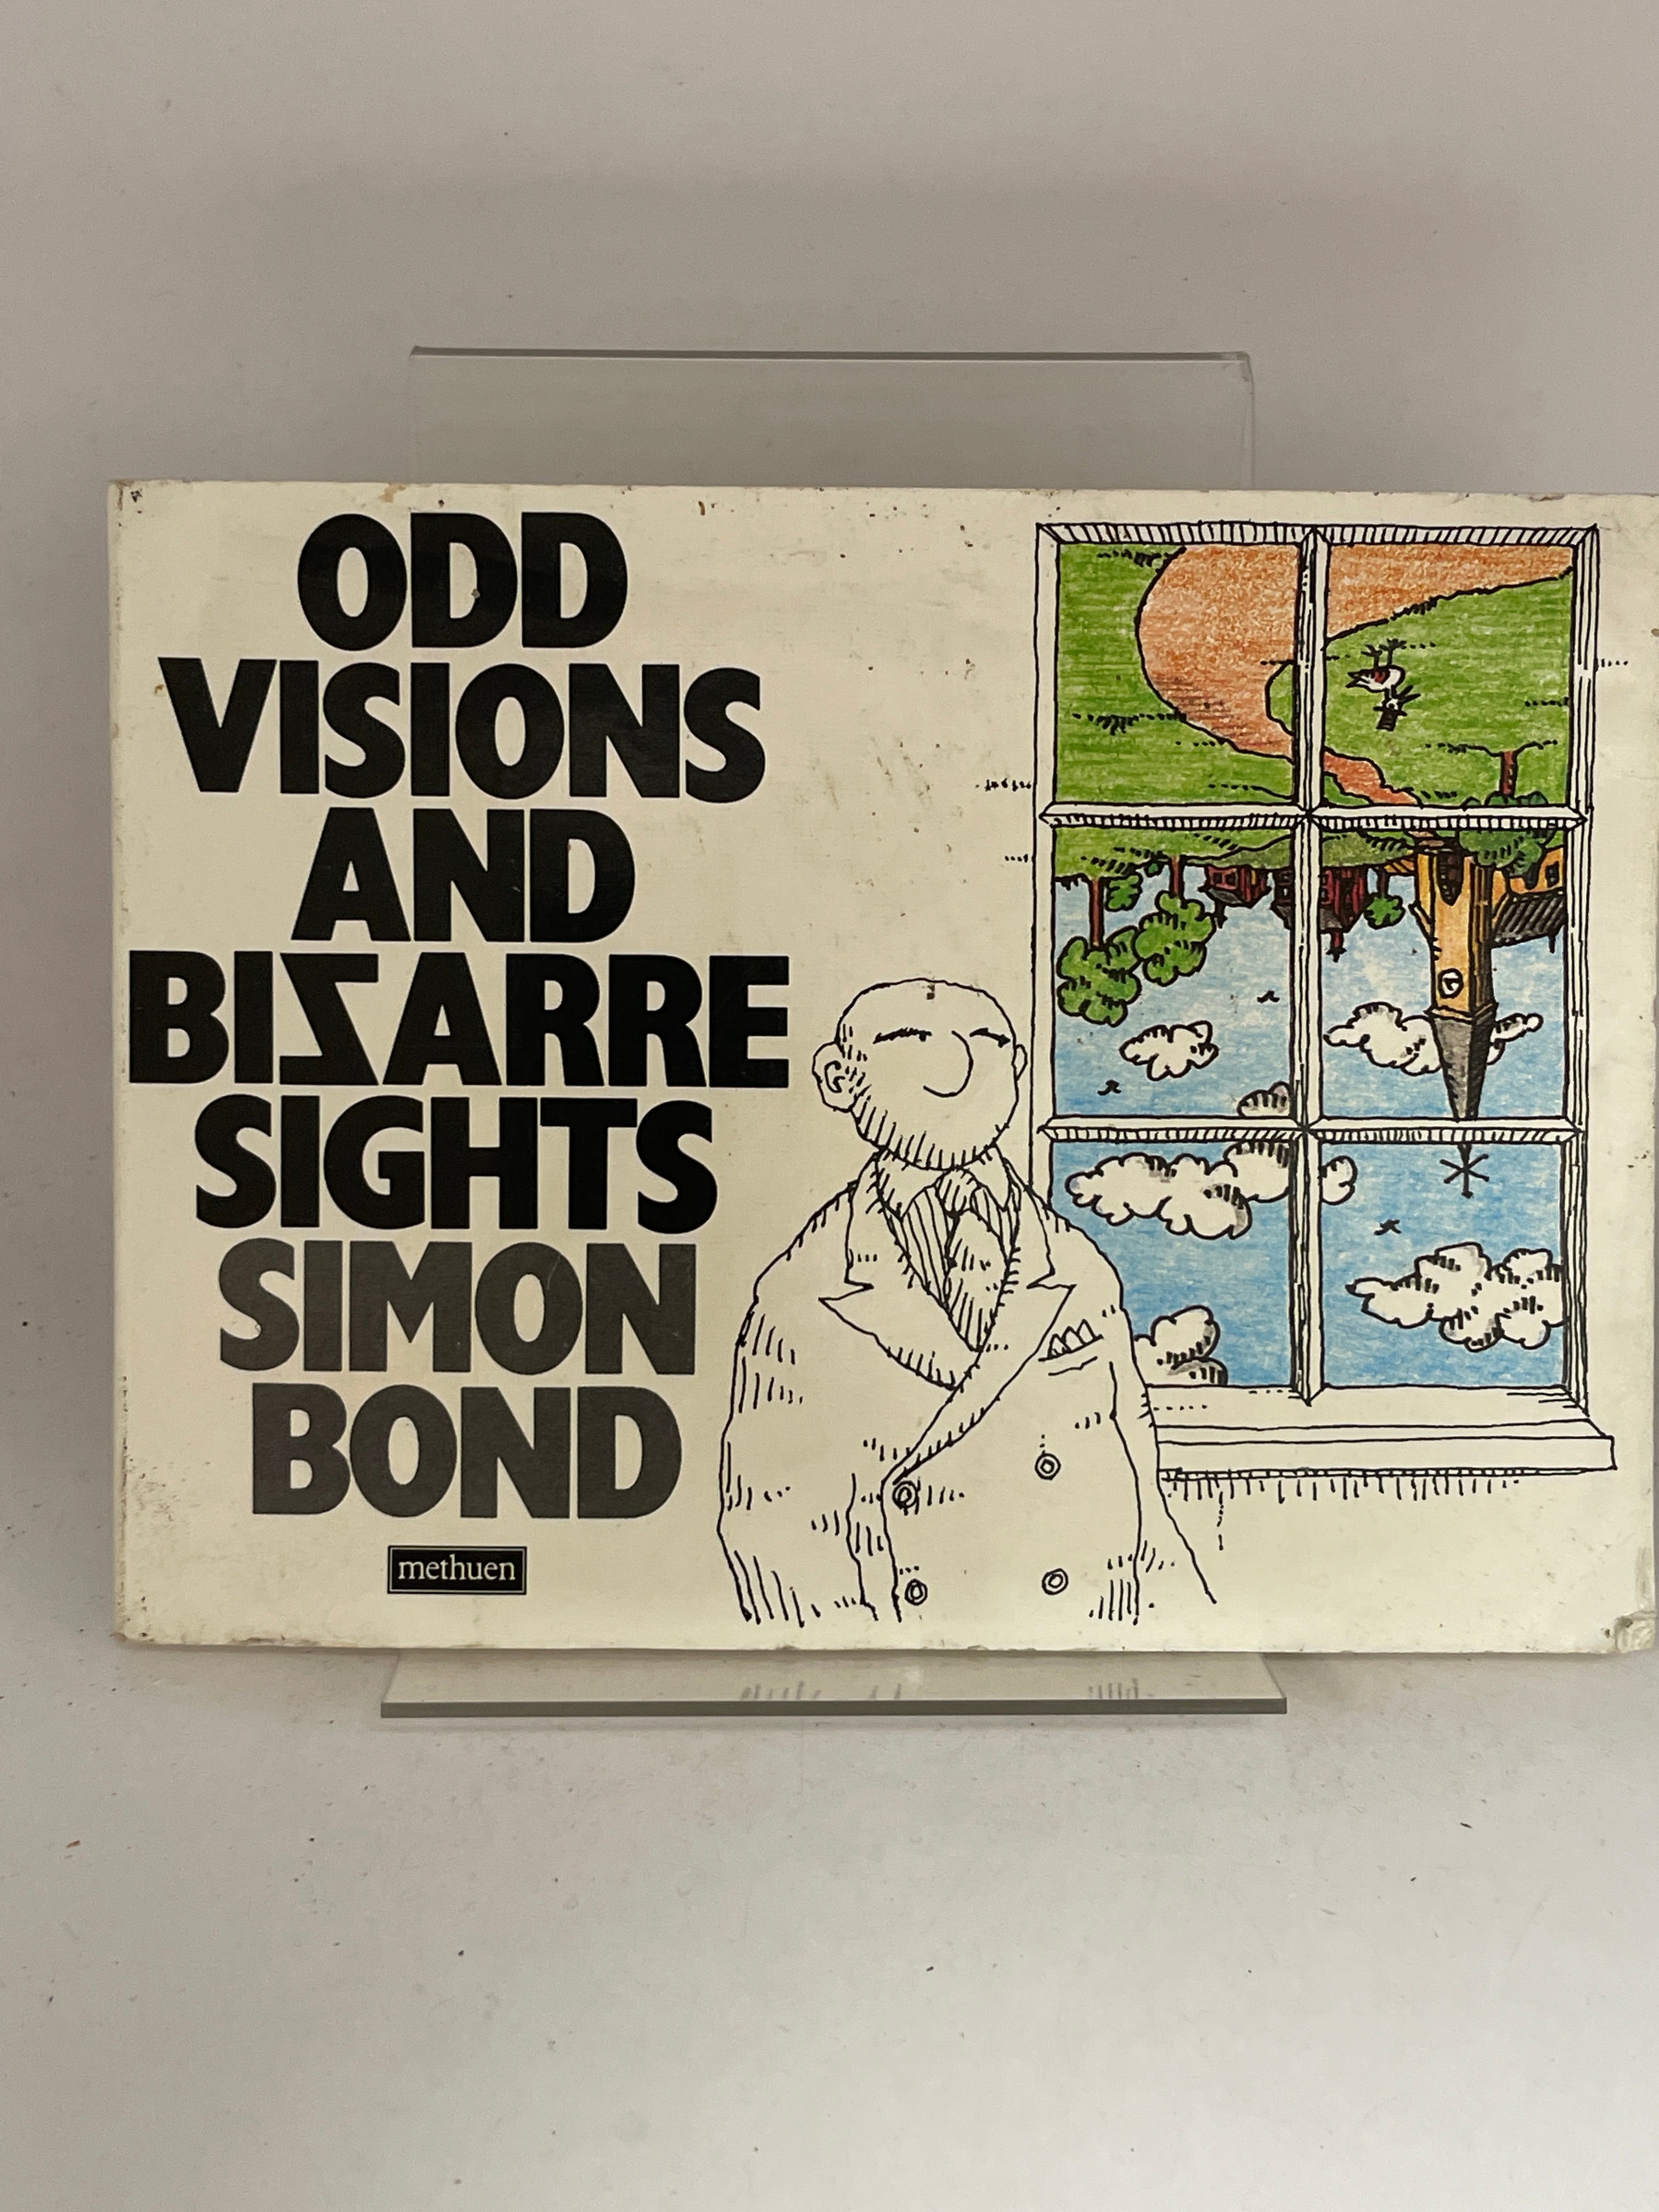 ODD
VISIONS
AND
BIZARRE
SIGHTS
SIMON
BOND
methuen